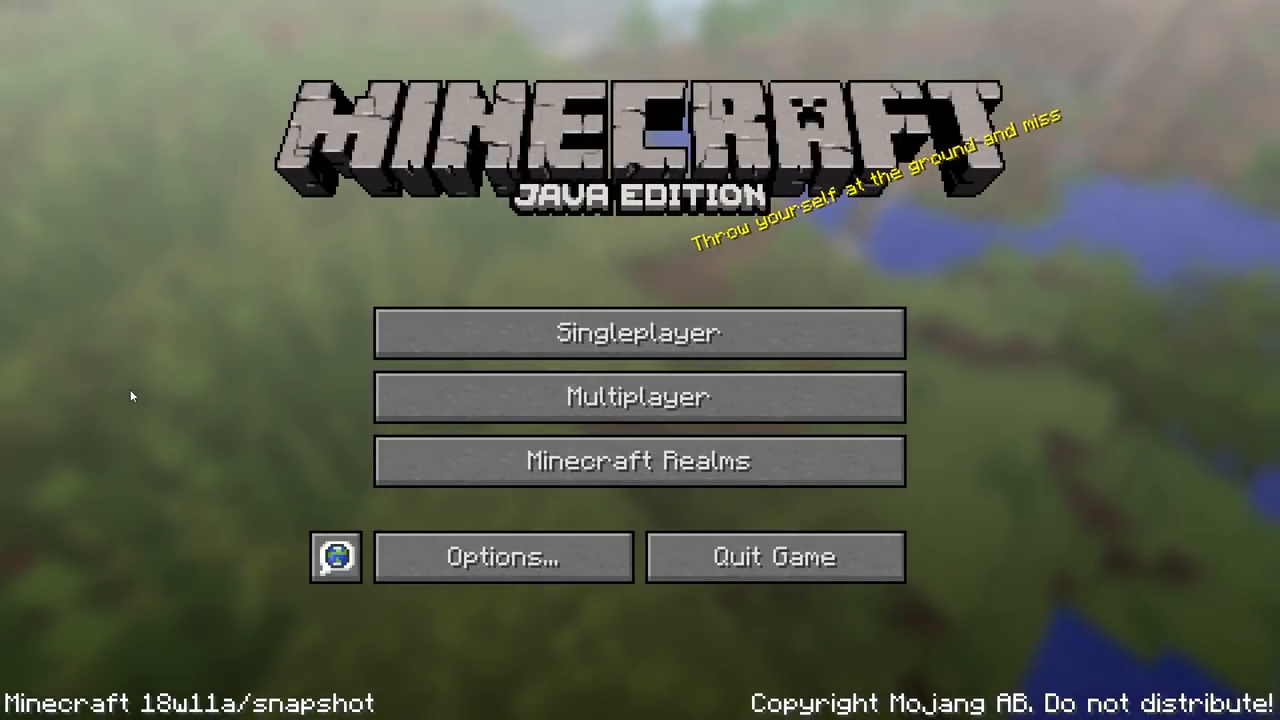 MINECRAFT
JAVA EDITION
Throw yourself at the ground and miss
Singleplayer
Multiplayer
Minecraft Realms
Options...
Quit Game
Minecraft 18w11a/snapshot
Copyright Mojang AB. Do not distribute!